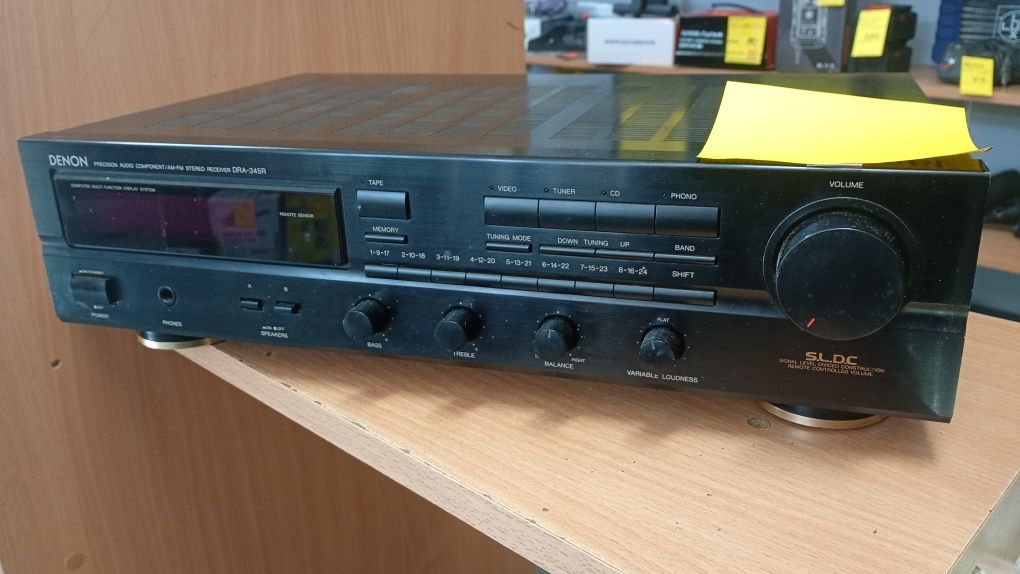 DENON PRECISION AUDIO COMPONENT/AM-FM STEREO RECEIVER DRA-345R
COMPUTED MULTI FUNCTION DISPLAY SYSTEM
REMOTE SENSOR
TAPE
VIDEO
TUNER
CD
PHONO
VOLUME
MEMORY
TUNING MODE
DOWN TUNING UP
BAND
1-9-17 2-10-18 3-11-19 4-12-20 5-13-21 6-14-22 7-15-23 8-16-24
SHIFT
POWER
PHONES
A B
ON OFF
SPEAKERS
BASS
TREBLE
RIGHT
BALANCE
FLAT
VARIABLE LOUDNESS
S.L.D.C
SIGNAL LEVEL DIVIDED CONSTRUCTION
REMOTE CONTROLLED VOLUME